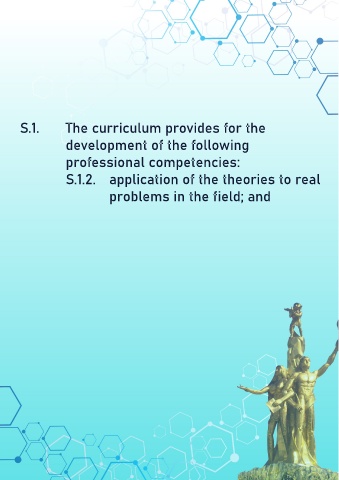 S.1. The curriculum provides for the
development of the following
professional competencies:
S.1.2. application of the theories to real
problems in the field; and